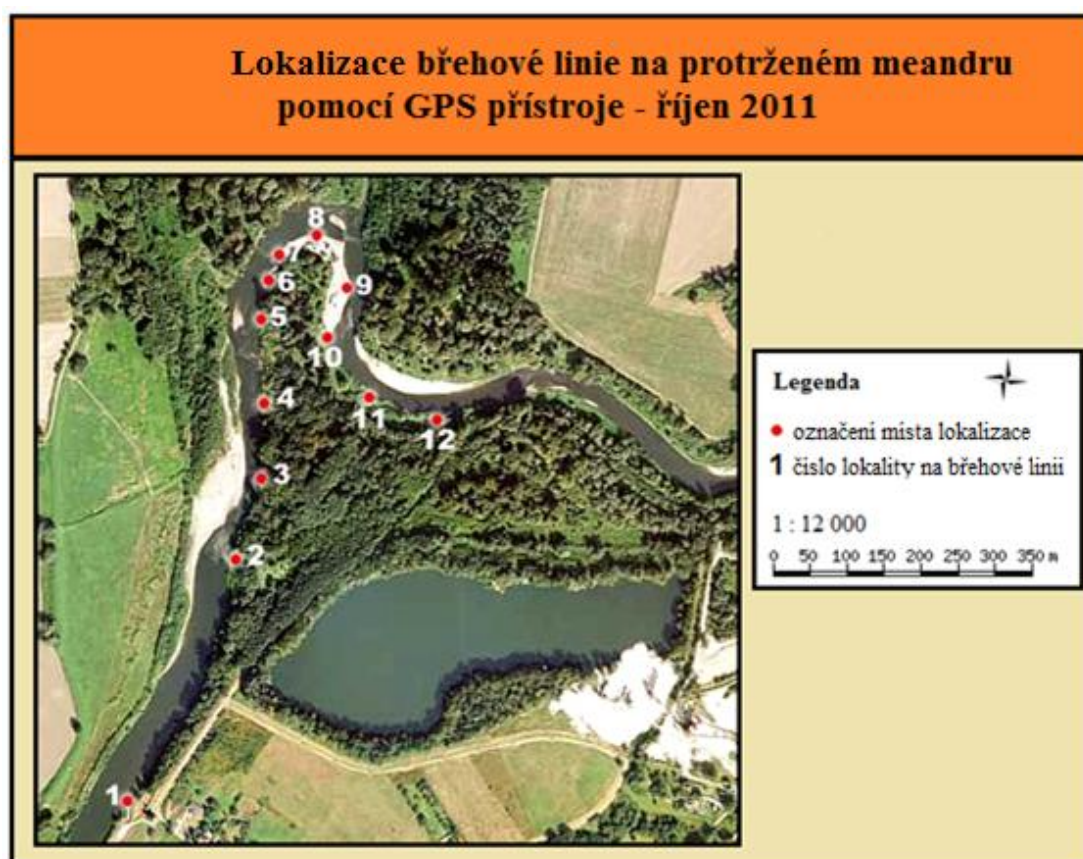 Lokalizace břehové linie na protrženém meandru
pomocí GPS přístroje - říjen 2011
8
7
6
9
5
10
4
11
12
3
2
1
Legenda
označení místa lokalizace
1 číslo lokality na břehové linii
1 : 12 000
0 50 100 150 200 250 300 350 m